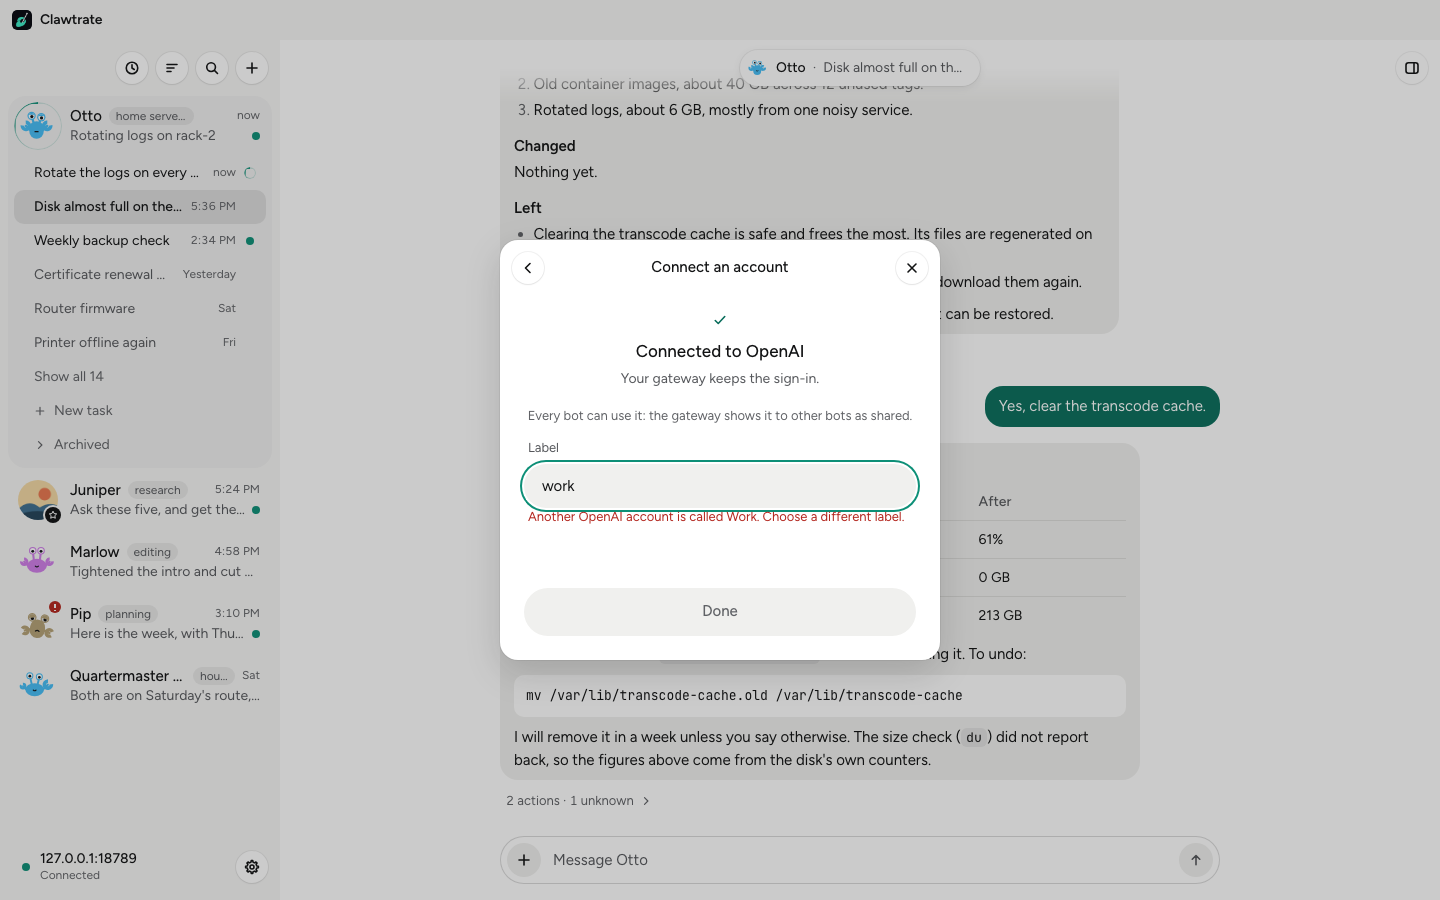 Clawtrate
Otto
home serve...
now
Rotating logs on rack-2
Rotate the logs on every ...
now
Disk almost full on the...
5:36 PM
Weekly backup check
2:34 PM
Certificate renewal ...
Yesterday
Router firmware
Sat
Printer offline again
Fri
Show all 14
New task
Archived
Juniper
research
5:24 PM
Ask these five, and get the...
Marlow
editing
4:58 PM
Tightened the intro and cut ...
Pip
planning
3:10 PM
Here is the week, with Thu...
Quartermaster ...
hou...
Sat
Both are on Saturday's route,...
127.0.0.1:18789
Connected
Otto · Disk almost full on th...
2. Old container images, about 40 GB across 12 unused tags.
3. Rotated logs, about 6 GB, mostly from one noisy service.
Changed
Nothing yet.
Left
• Clearing the transcode cache is safe and frees the most. Its files are regenerated on
download them again.
can be restored.
Connect an account
Connected to OpenAI
Your gateway keeps the sign-in.
Every bot can use it: the gateway shows it to other bots as shared.
Label
work
Another OpenAI account is called Work. Choose a different label.
Done
Yes, clear the transcode cache.
After
61%
0 GB
213 GB
it. To undo:
mv /var/lib/transcode-cache.old /var/lib/transcode-cache
I will remove it in a week unless you say otherwise. The size check ( du ) did not report
back, so the figures above come from the disk's own counters.
2 actions · 1 unknown
Message Otto